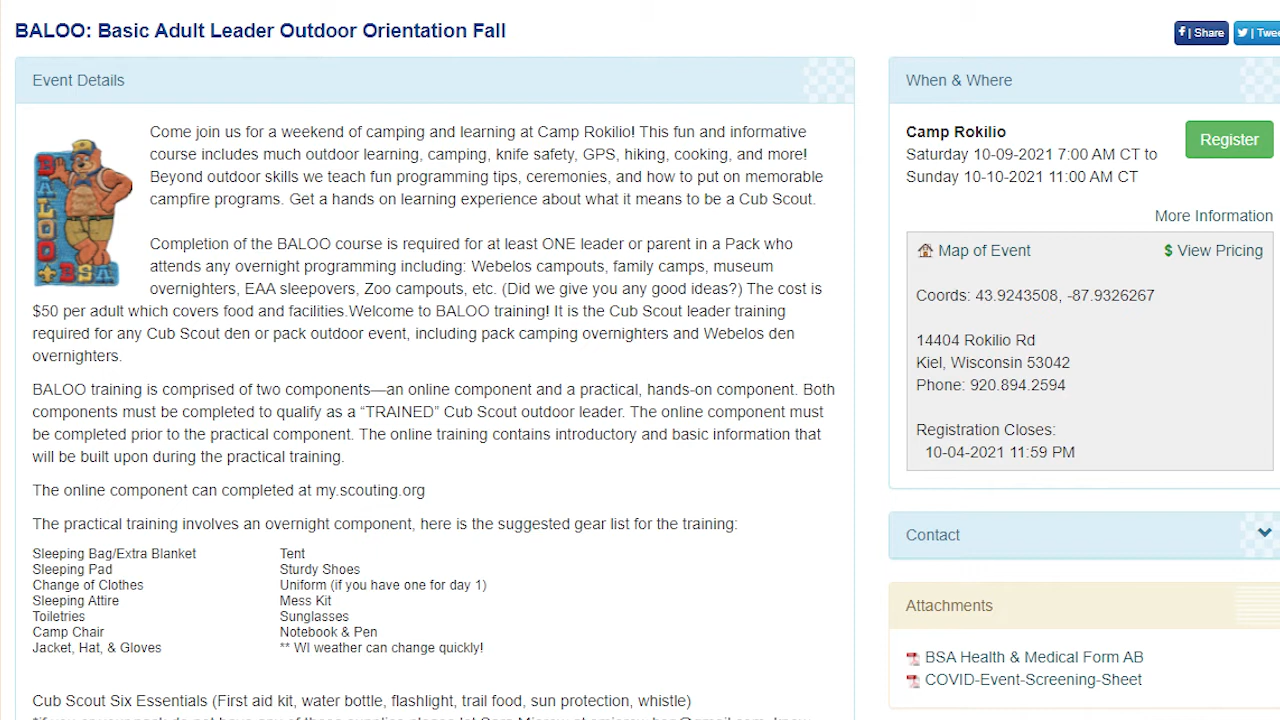 BALOO: Basic Adult Leader Outdoor Orientation Fall
| Share
|
Event Details
BALOO
BSA
Come join us for a weekend of camping and learning at Camp Rokilio! This fun and informative
course includes much outdoor learning, camping, knife safety, GPS, hiking, cooking, and more!
Beyond outdoor skills we teach fun programming tips, ceremonies, and how to put on memorable
campfire programs. Get a hands on learning experience about what it means to be a Cub Scout.
Completion of the BALOO course is required for at least ONE leader or parent in a Pack who
attends any overnight programming including: Webelos campouts, family camps, museum
overnighters, EAA sleepovers, Zoo campouts, etc. (Did we give you any good ideas?) The cost is
$50 per adult which covers food and facilities.Welcome to BALOO training! It is the Cub Scout leader training
required for any Cub Scout den or pack outdoor event, including pack camping overnighters and Webelos den
overnighters.
BALOO training is comprised of two components—an online component and a practical, hands-on component. Both
components must be completed to qualify as a “TRAINED” Cub Scout outdoor leader. The online component must
be completed prior to the practical component. The online training contains introductory and basic information that
will be built upon during the practical training.
The online component can completed at my.scouting.org
The practical training involves an overnight component, here is the suggested gear list for the training:
Sleeping Bag/Extra Blanket Tent
Sleeping Pad Sturdy Shoes
Change of Clothes Uniform (if you have one for day 1)
Sleeping Attire Mess Kit
Toiletries Sunglasses
Camp Chair Notebook & Pen
Jacket, Hat, & Gloves ** WI weather can change quickly!
Cub Scout Six Essentials (First aid kit, water bottle, flashlight, trail food, sun protection, whistle)
When & Where
Camp Rokilio
Register
Saturday 10-09-2021 7:00 AM CT to
Sunday 10-10-2021 11:00 AM CT
More Information
Map of Event $ View Pricing
Coords: 43.9243508, -87.9326267
14404 Rokilio Rd
Kiel, Wisconsin 53042
Phone: 920.894.2594
Registration Closes:
10-04-2021 11:59 PM
Contact
Attachments
BSA Health & Medical Form AB
COVID-Event-Screening-Sheet